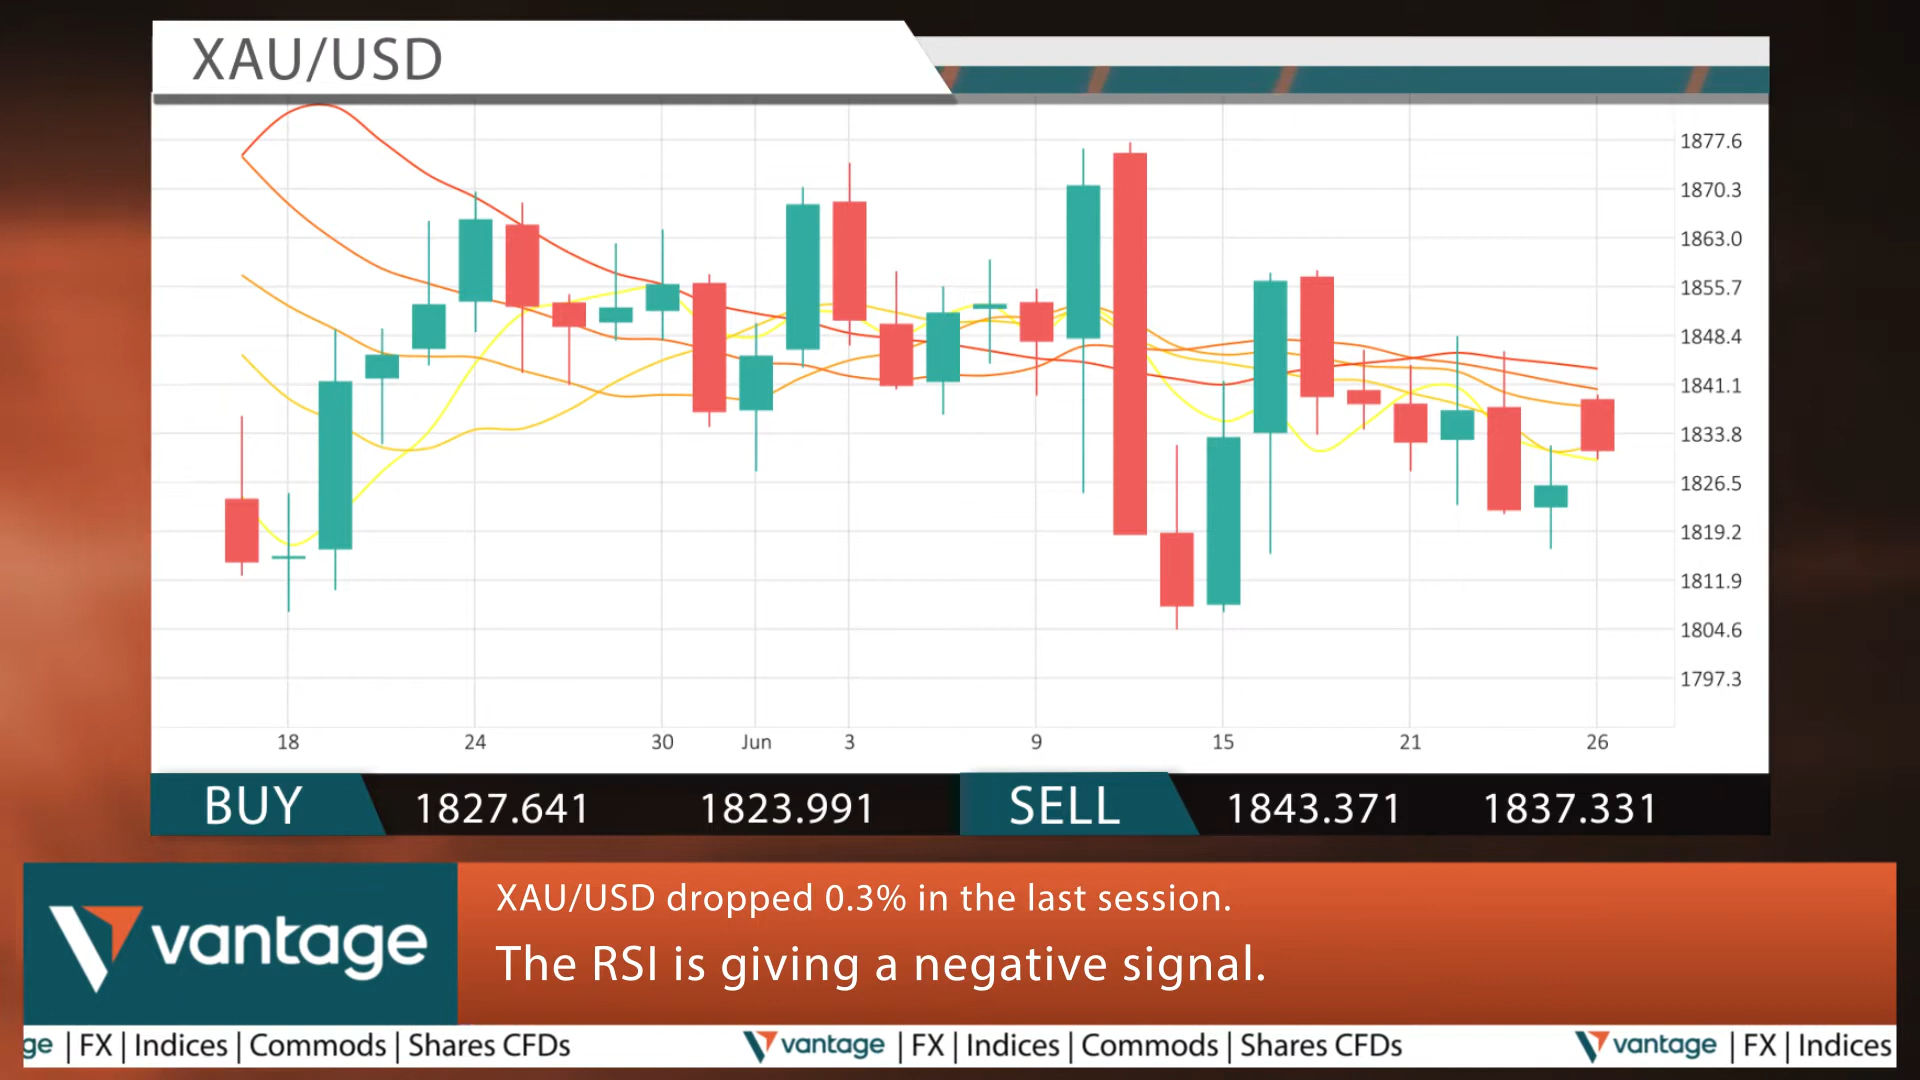 XAU/USD
1877.6
1870.3
1863.0
1855.7
1848.4
1841.1
1833.8
1826.5
1819.2
1811.9
1804.6
1797.3
18 24 30 Jun 3 9 15 21 26
BUY 1827.641 1823.991 SELL 1843.371 1837.331
vantage
XAU/USD dropped 0.3% in the last session.
The RSI is giving a negative signal.
ge | FX | Indices | Commods | Shares CFDs vantage | FX | Indices | Commods | Shares CFDs vantage | FX | Indices